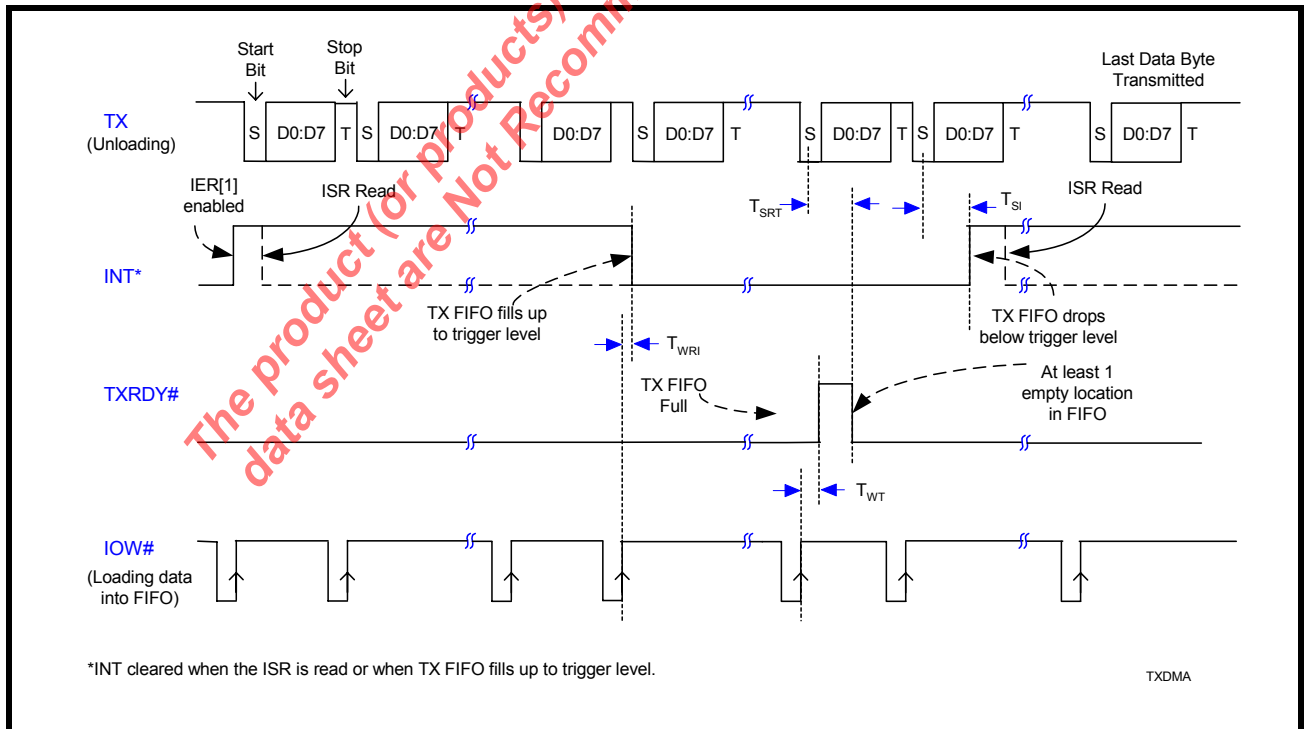 Start
Bit
Stop
Bit
Last Data Byte
Transmitted
TX
(Unloading)
S D0:D7 T S D0:D7 T D0:D7 S D0:D7 T S D0:D7 T S D0:D7 T S D0:D7 T
IER[1]
enabled
ISR Read
TSRT
TSI
ISR Read
INT*
TX FIFO fills up
to trigger level
TX FIFO drops
below trigger level
TWRI
TXRDY#
TX FIFO
Full
At least 1
empty location
in FIFO
TWT
IOW#
(Loading data
into FIFO)
*INT cleared when the ISR is read or when TX FIFO fills up to trigger level.
TXDMA
The product (or products)
data sheet are Not Recomm